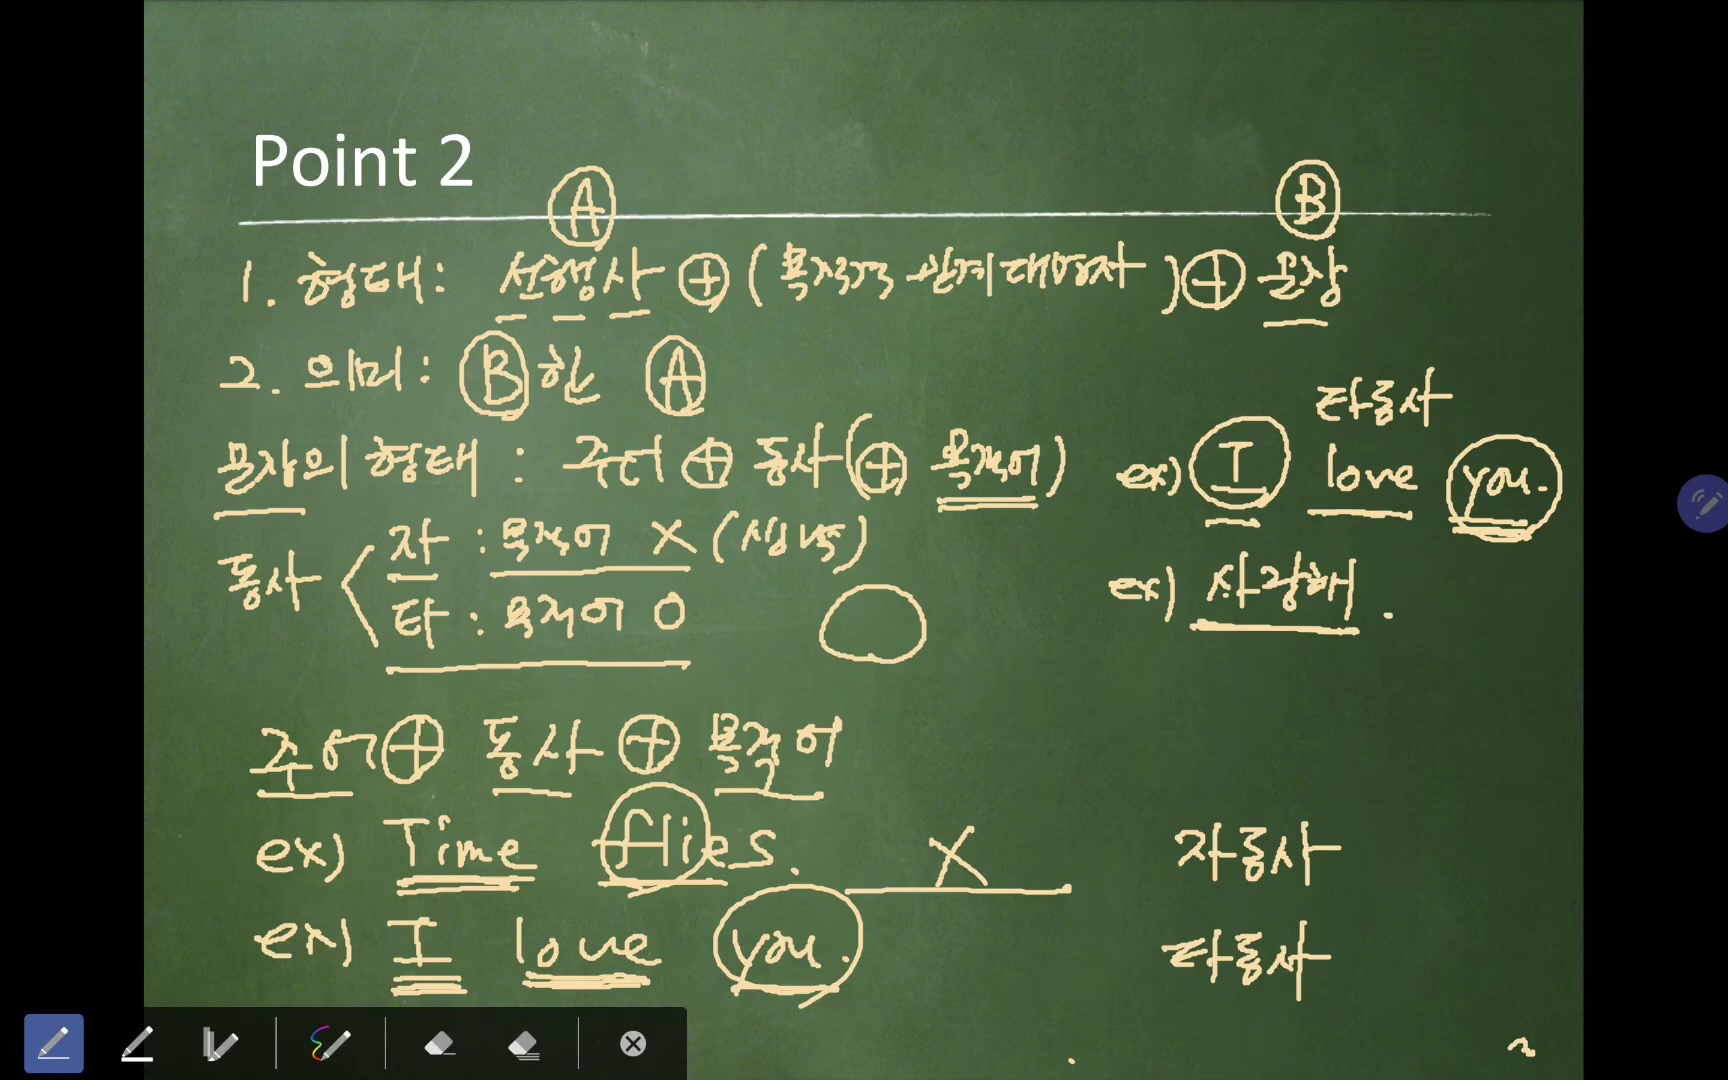 Point 2
Ⓐ Ⓑ
1. 형태: 선행사 ⊕ (목적격 관계대명사) ⊕ 문장
2. 의미: Ⓑ한 Ⓐ
타동사
문장의 형태 : 주어 ⊕ 동사 (⊕ 목적어) ex) I love you.
동사 < 자 : 목적어 X (생략)
타 : 목적어 O
ex) 사랑해.
주어 ⊕ 동사 ⊕ 목적어
ex) Time flies. X 자동사
ex) I love you. 타동사